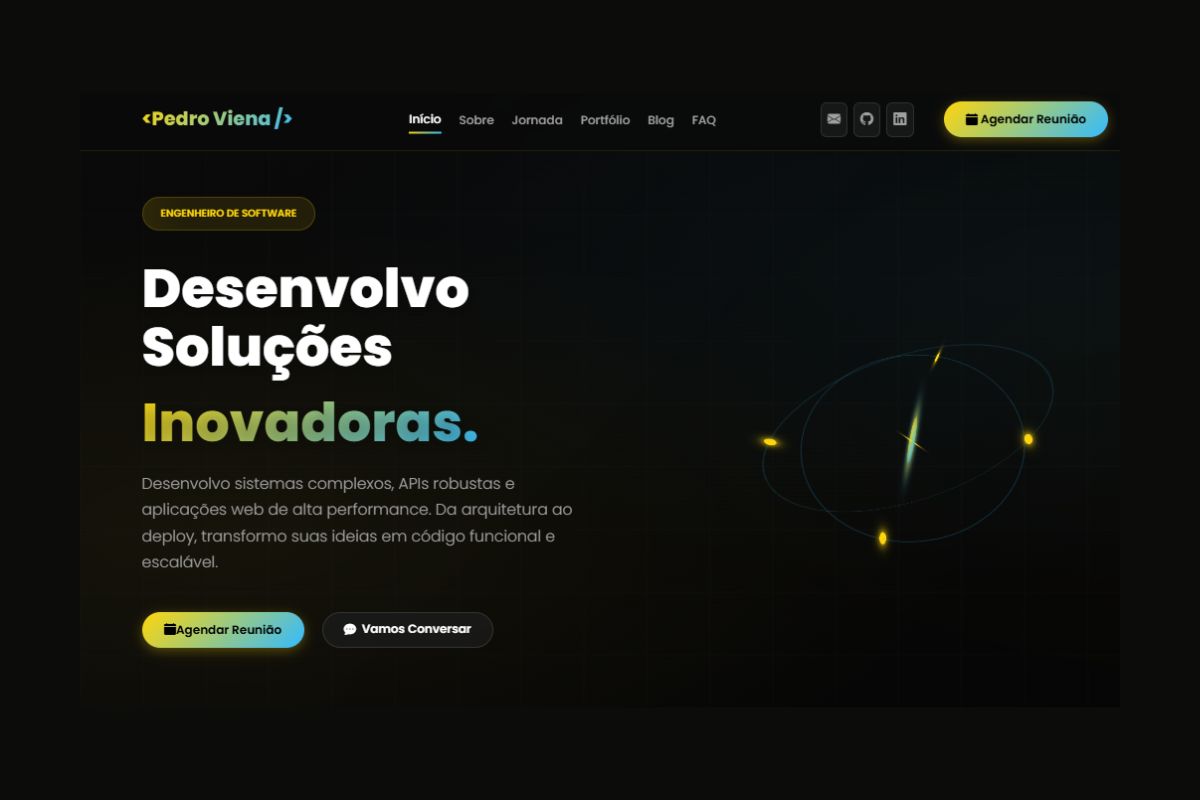 <Pedro Viena />
Início Sobre Jornada Portfólio Blog FAQ
Agendar Reunião
ENGENHEIRO DE SOFTWARE
Desenvolvo
Soluções
Inovadoras.
Desenvolvo sistemas complexos, APIs robustas e
aplicações web de alta performance. Da arquitetura ao
deploy, transformo suas ideias em código funcional e
escalável.
Agendar Reunião
Vamos Conversar